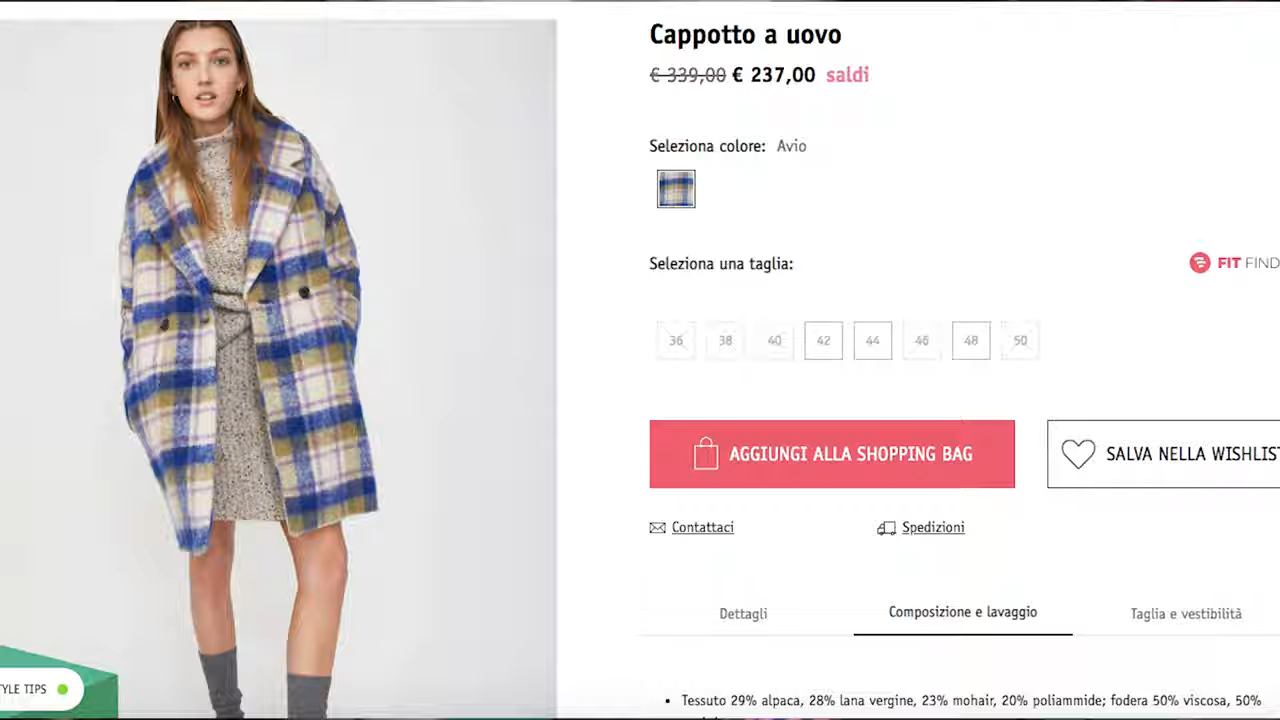 Cappotto a uovo
€ 339,00 € 237,00 saldi
Seleziona colore: Avio
Seleziona una taglia:
FIT FIND
36 38 40 42 44 46 48 50
AGGIUNGI ALLA SHOPPING BAG
SALVA NELLA WISHLIST
Contattaci
Spedizioni
Dettagli
Composizione e lavaggio
Taglia e vestibilità
TYLE TIPS
• Tessuto 29% alpaca, 28% lana vergine, 23% mohair, 20% poliammide; fodera 50% viscosa, 50%